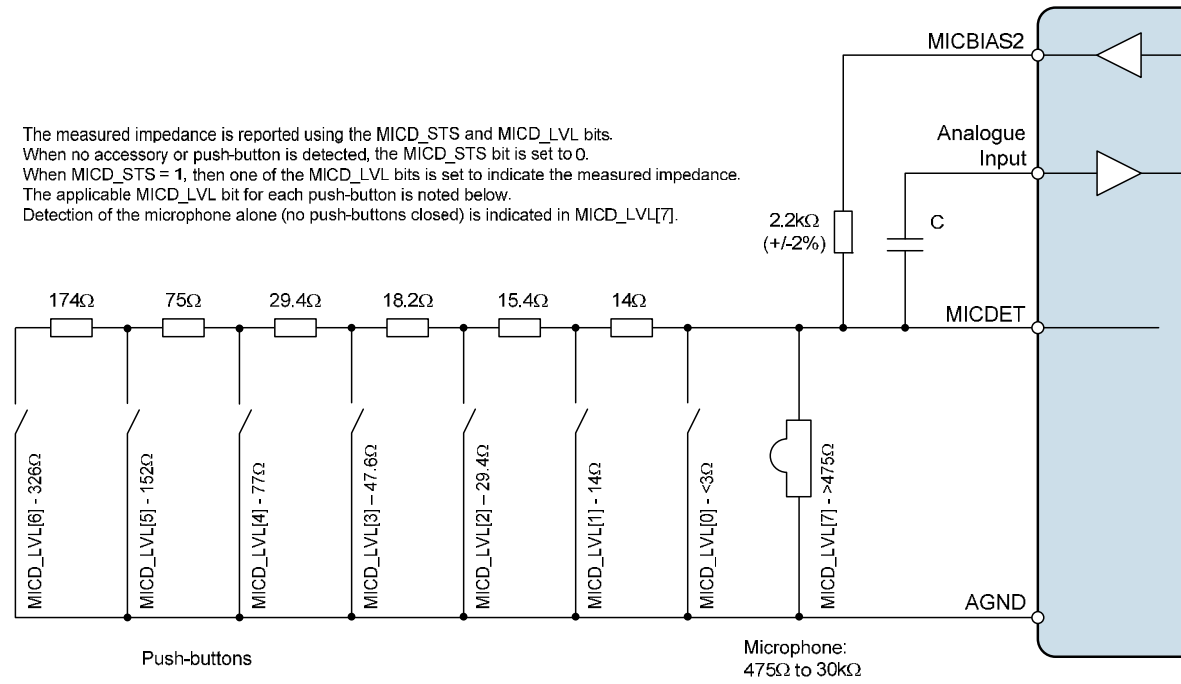 MICBIAS2
The measured impedance is reported using the MICD_STS and MICD_LVL bits.
When no accessory or push-button is detected, the MICD_STS bit is set to 0.
When MICD_STS = 1, then one of the MICD_LVL bits is set to indicate the measured impedance.
The applicable MICD_LVL bit for each push-button is noted below.
Detection of the microphone alone (no push-buttons closed) is indicated in MICD_LVL[7].
Analogue
Input
2.2kΩ
(+/-2%)
C
174Ω
75Ω
29.4Ω
18.2Ω
15.4Ω
14Ω
MICDET
MICD_LVL[6] - 326Ω
MICD_LVL[5] - 152Ω
MICD_LVL[4] - 77Ω
MICD_LVL[3] – 47.6Ω
MICD_LVL[2] – 29.4Ω
MICD_LVL[1] - 14Ω
MICD_LVL[0] - <3Ω
MICD_LVL[7] - >475Ω
AGND
Push-buttons
Microphone:
475Ω to 30kΩ